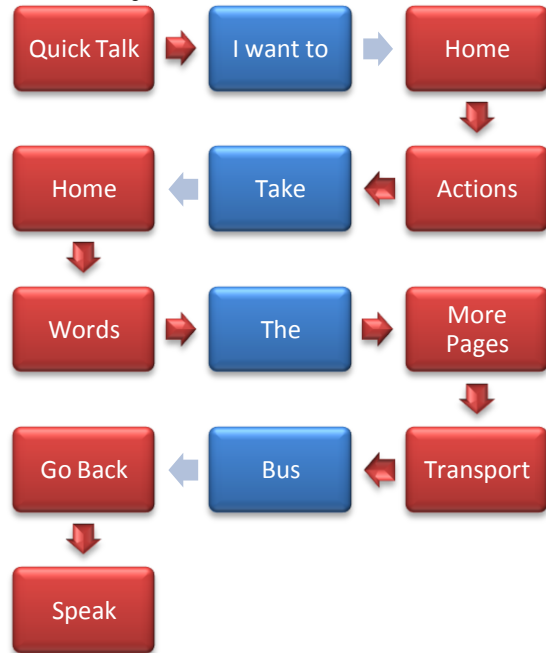 Quick Talk
I want to
Home
Actions
Take
Home
Words
The
More
Pages
Transport
Bus
Go Back
Speak